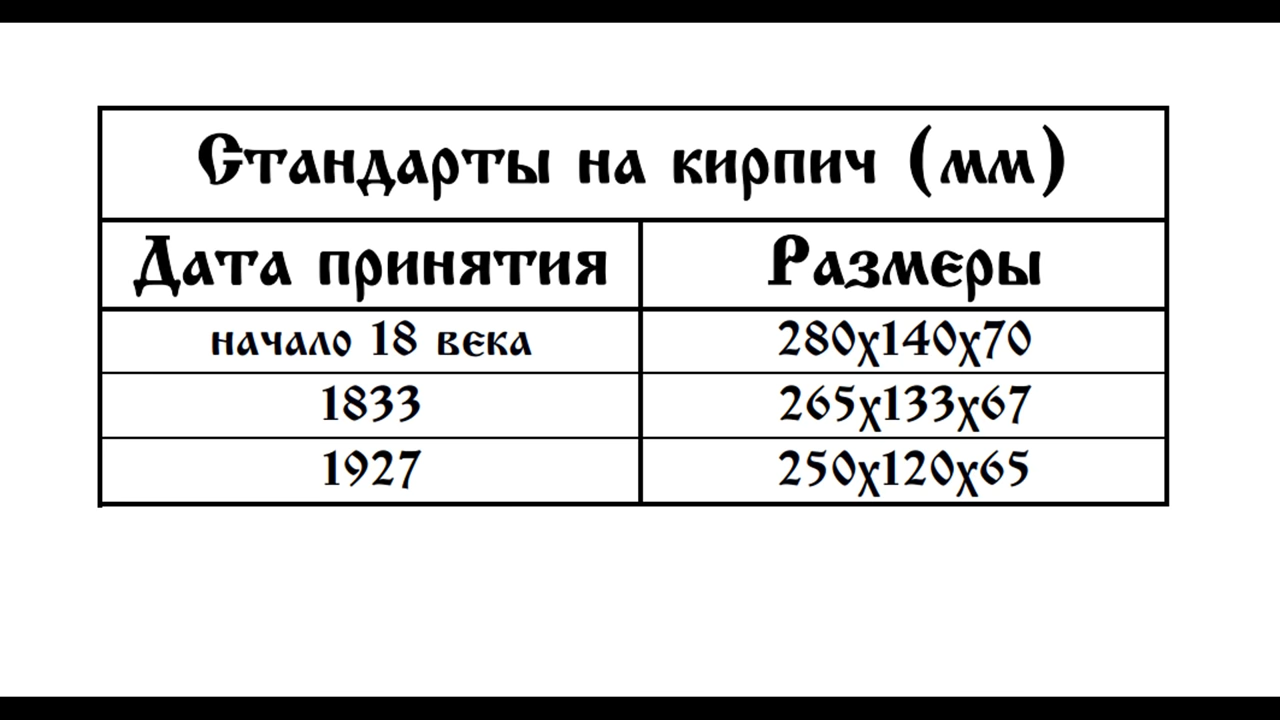 Стандарты на кирпич (мм)
Дата принятия Размеры
начало 18 века 280х140х70
1833 265х133х67
1927 250х120х65